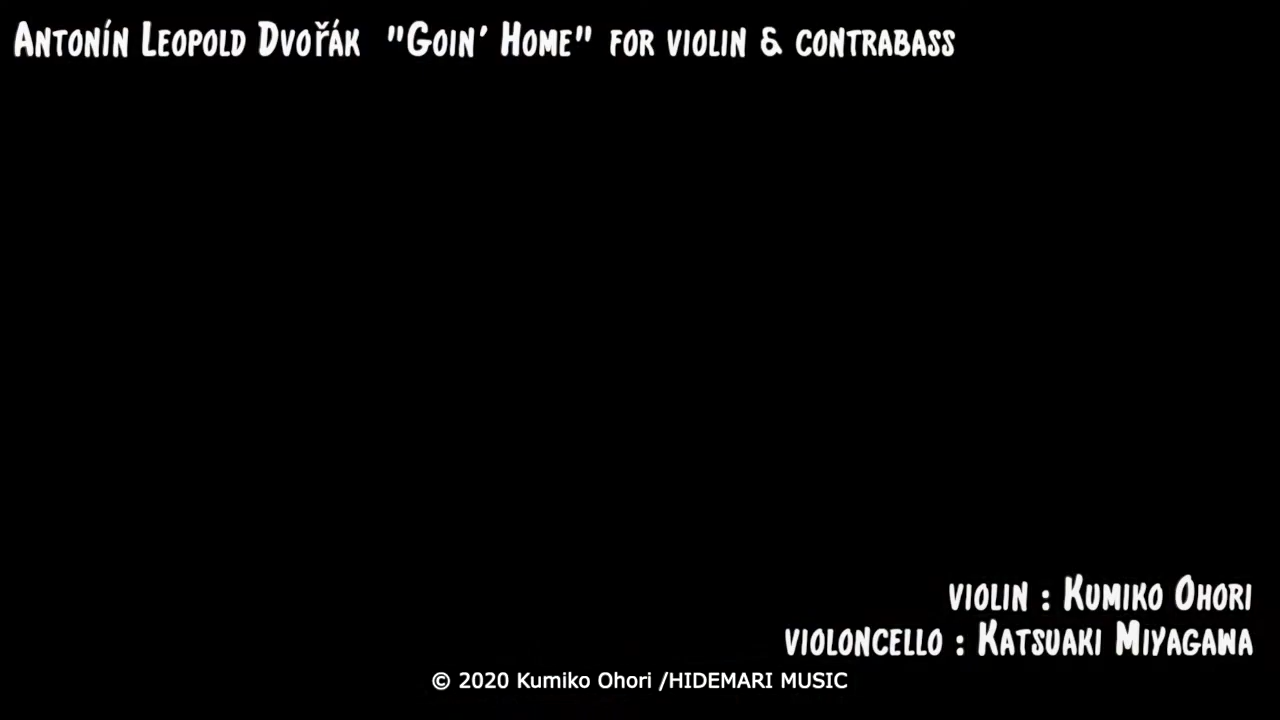 Antonín Leopold Dvořák "Goin' Home" for violin & contrabass
violin : Kumiko Ohori
violoncello : Katsuaki Miyagawa
© 2020 Kumiko Ohori /HIDEMARI MUSIC